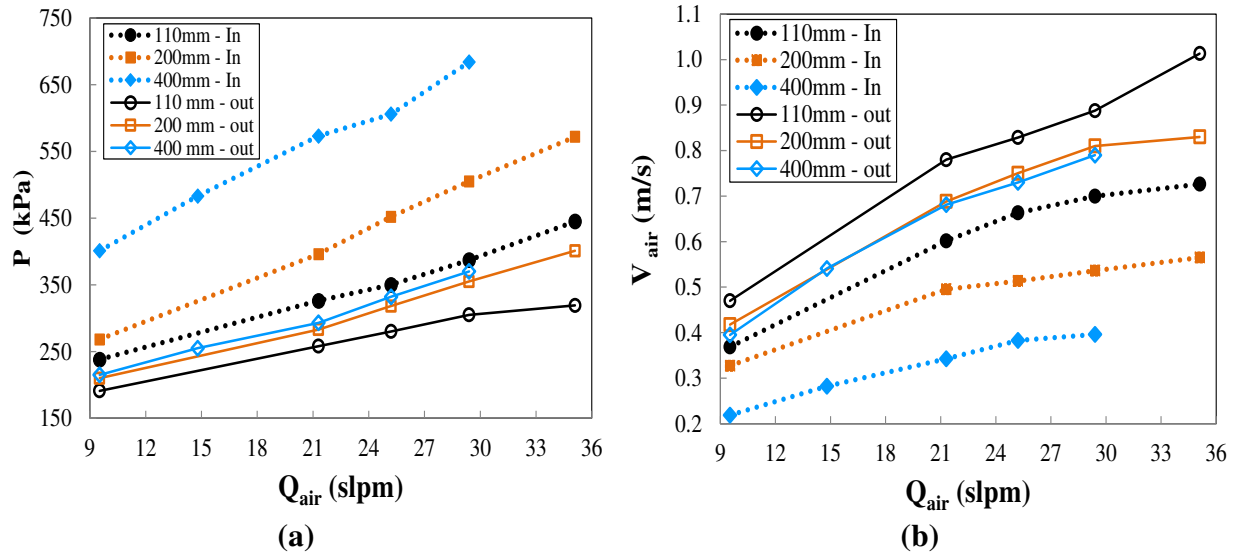 750
650
550
450
350
250
150
P (kPa)
110mm - In
200mm - In
400mm - In
110 mm - out
200 mm - out
400 mm - out
9 12 15 18 21 24 27 30 33 36
Qair (slpm)
(a)
1.1
1.0
0.9
0.8
0.7
0.6
0.5
0.4
0.3
0.2
Vair (m/s)
110mm - In
200mm - In
400mm - In
110mm - out
200mm - out
400mm - out
9 12 15 18 21 24 27 30 33 36
Qair (slpm)
(b)